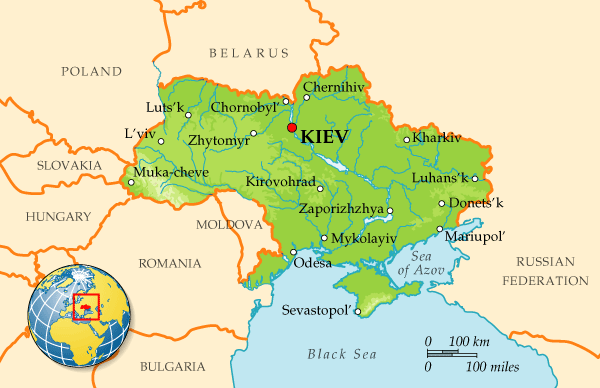 BELARUS
POLAND
Chernihiv
Chornobyl'
Luts'k
KIEV
L'yiv
Zhytomyr
Kharkiv
SLOVAKIA
Muka-cheve
Kirovohrad
Luhans'k
Donets'k
Zaporizhzhya
HUNGARY
MOLDOVA
Mykolayiv
Mariupol'
Odesa
Sea
of Azov
ROMANIA
RUSSIAN
FEDERATION
Sevastopol'
Black Sea
0 100 km
0 100 miles
BULGARIA